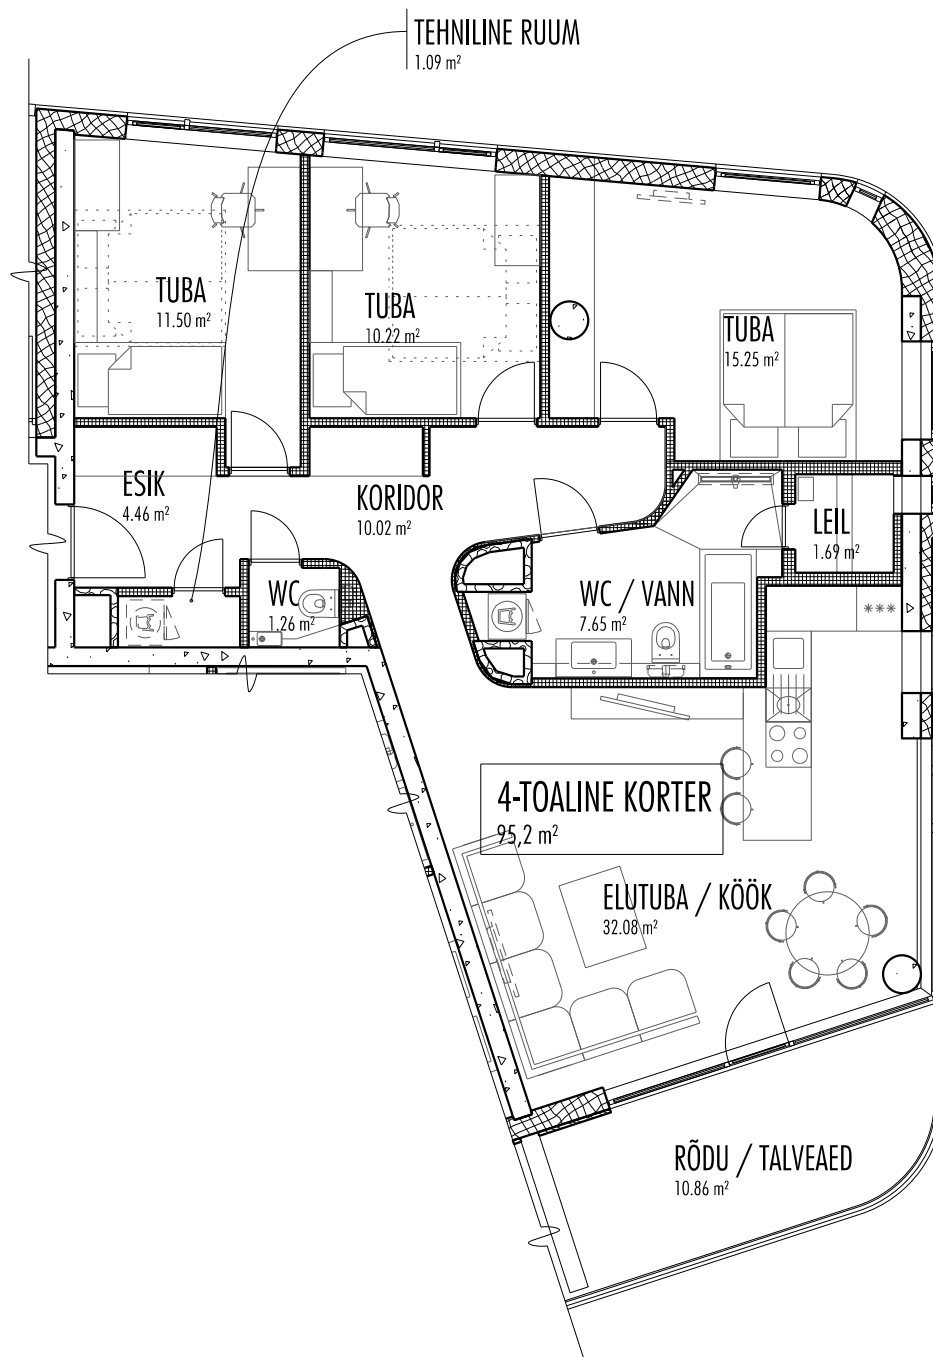 TEHNILINE RUUM
1.09 m²
TUBA
11.50 m²
TUBA
10.22 m²
TUBA
15.25 m²
ESIK
4.46 m²
KORIDOR
10.02 m²
LEIL
1.69 m²
WC
1.26 m²
WC / VANN
7.65 m²
***
4-TOALINE KORTER
95,2 m²
ELUTUBA / KÖÖK
32.08 m²
RÕDU / TALVEAED
10.86 m²